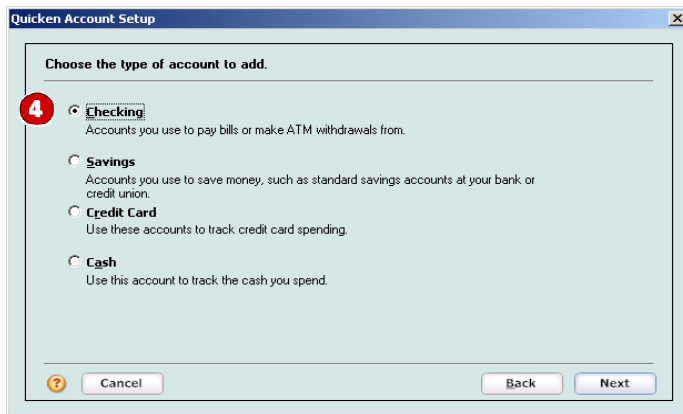 Quicken Account Setup
Choose the type of account to add.
4
Checking
Accounts you use to pay bills or make ATM withdrawals from.
Savings
Accounts you use to save money, such as standard savings accounts at your bank or
credit union.
Credit Card
Use these accounts to track credit card spending.
Cash
Use this account to track the cash you spend.
? Cancel Back Next